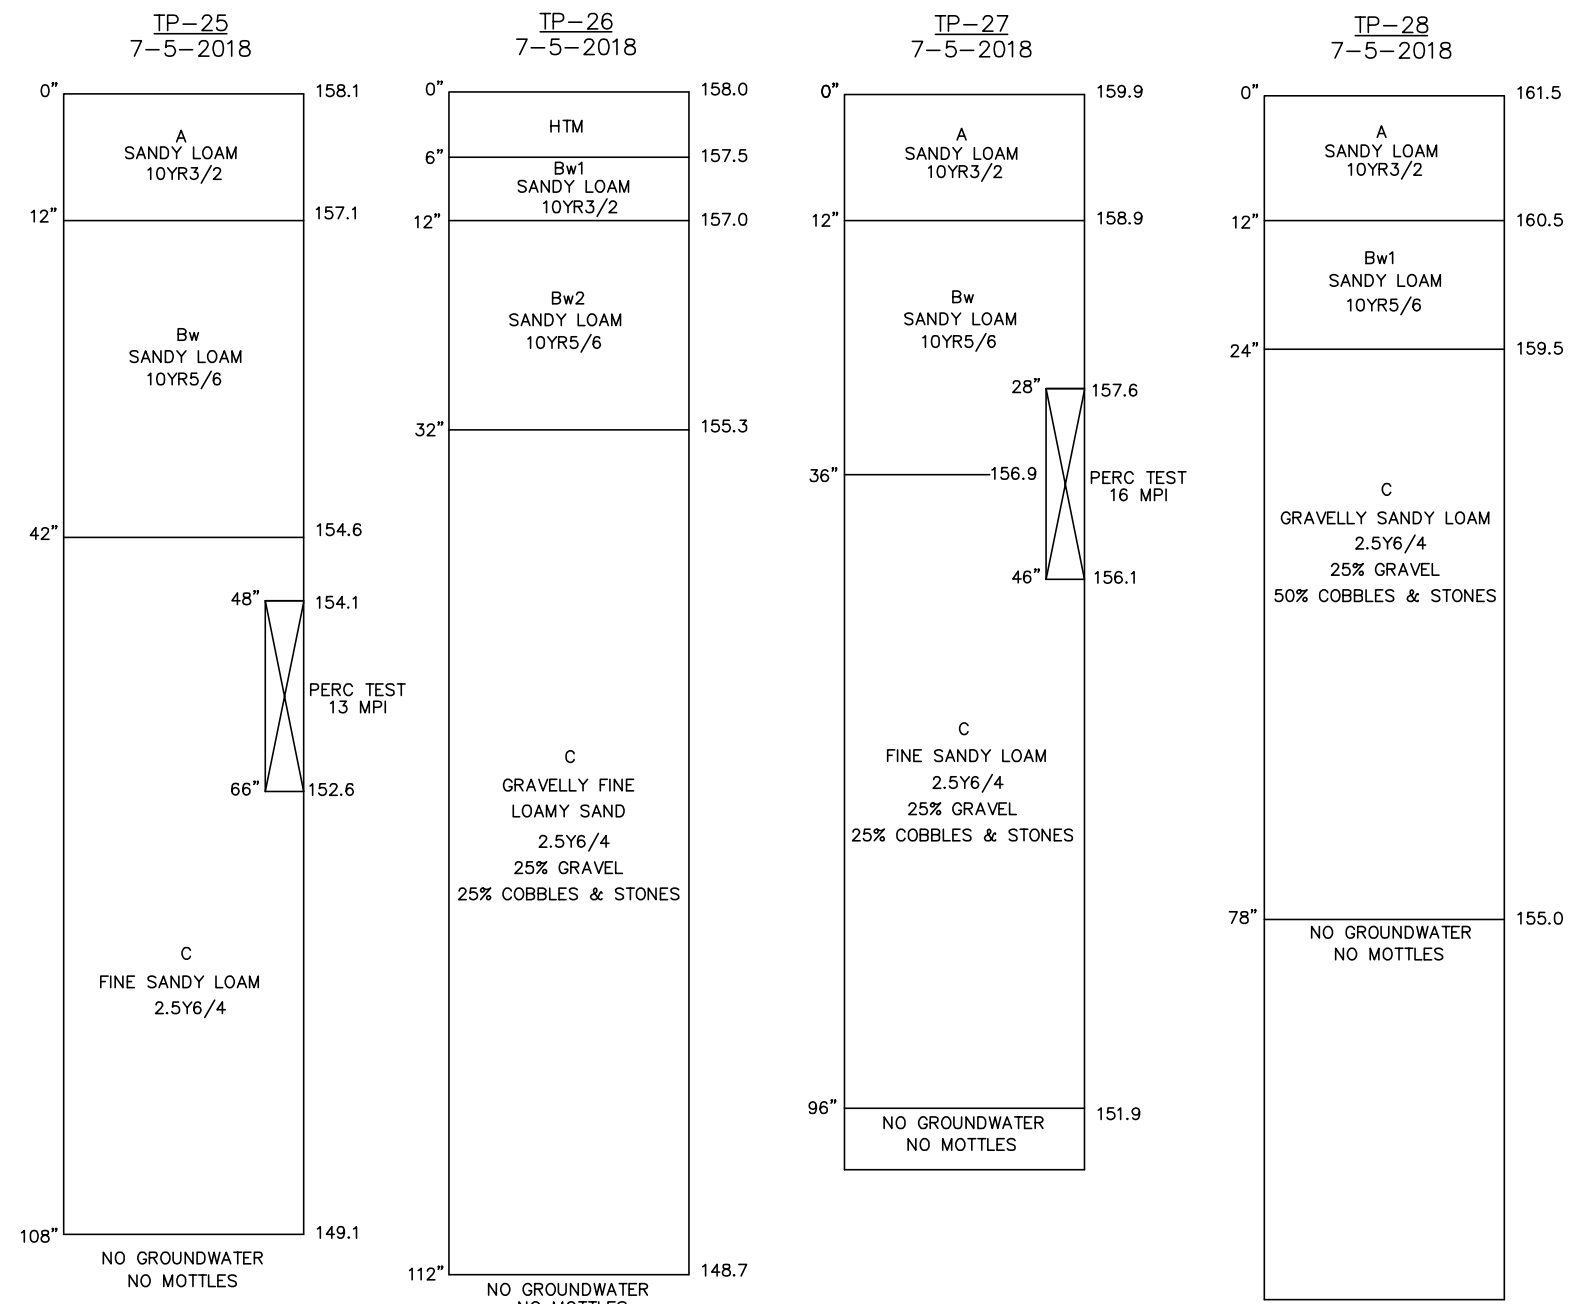 TP-25
7-5-2018
0"
158.1
A
SANDY LOAM
10YR3/2
12"
157.1
Bw
SANDY LOAM
10YR5/6
42"
154.6
48"
154.1
PERC TEST
13 MPI
66"
152.6
C
FINE SANDY LOAM
2.5Y6/4
108"
149.1
NO GROUNDWATER
NO MOTTLES
TP-26
7-5-2018
0"
158.0
HTM
6"
157.5
Bw1
SANDY LOAM
10YR3/2
12"
157.0
Bw2
SANDY LOAM
10YR5/6
32"
155.3
C
GRAVELLY FINE
LOAMY SAND
2.5Y6/4
25% GRAVEL
25% COBBLES & STONES
112"
148.7
NO GROUNDWATER
NO MOTTLES
TP-27
7-5-2018
0"
159.9
A
SANDY LOAM
10YR3/2
12"
158.9
Bw
SANDY LOAM
10YR5/6
28"
157.6
36"
156.9
PERC TEST
16 MPI
46"
156.1
C
FINE SANDY LOAM
2.5Y6/4
25% GRAVEL
25% COBBLES & STONES
96"
151.9
NO GROUNDWATER
NO MOTTLES
TP-28
7-5-2018
0"
161.5
A
SANDY LOAM
10YR3/2
12"
160.5
Bw1
SANDY LOAM
10YR5/6
24"
159.5
C
GRAVELLY SANDY LOAM
2.5Y6/4
25% GRAVEL
50% COBBLES & STONES
78"
155.0
NO GROUNDWATER
NO MOTTLES